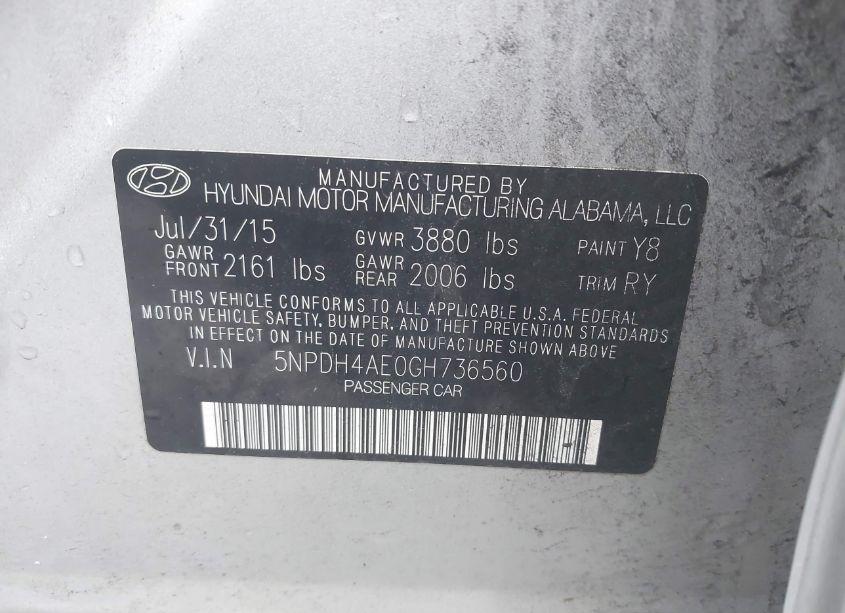 MANUFACTURED BY
HYUNDAI MOTOR MANUFACTURING ALABAMA, LLC
Jul/31/15 GVWR 3880 lbs PAINT Y8
GAWR FRONT 2161 lbs GAWR REAR 2006 lbs TRIM RY
THIS VEHICLE CONFORMS TO ALL APPLICABLE U.S.A. FEDERAL
MOTOR VEHICLE SAFETY, BUMPER, AND THEFT PREVENTION STANDARDS
IN EFFECT ON THE DATE OF MANUFACTURE SHOWN ABOVE.
V.I.N 5NPDH4AE0GH736560
PASSENGER CAR